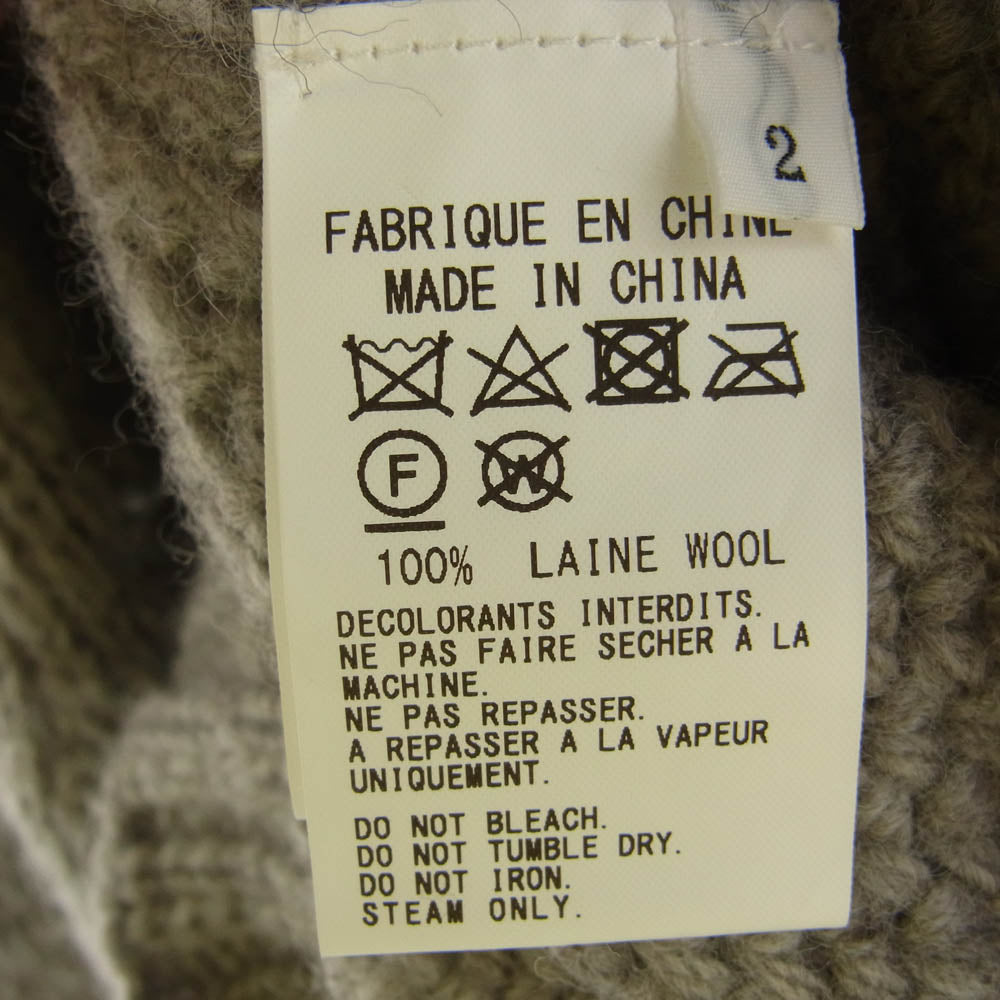 2
FABRIQUE EN CHINE
MADE IN CHINA
F
W
100% LAINE WOOL
DECOLORANTS INTERDITS.
NE PAS FAIRE SECHER A LA
MACHINE.
NE PAS REPASSER.
A REPASSER A LA VAPEUR
UNIQUEMENT.
DO NOT BLEACH.
DO NOT TUMBLE DRY.
DO NOT IRON.
STEAM ONLY.